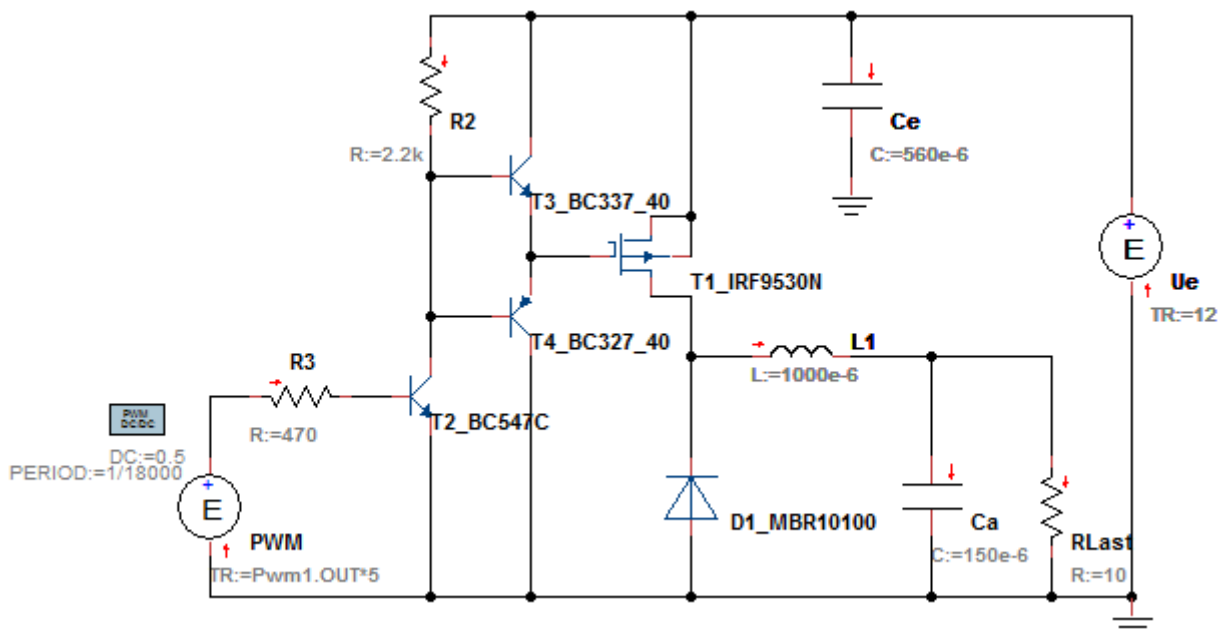 R2
R:=2.2k
Ce
C:=560e-6
T3_BC337_40
+
E
Ue
TR:=12
T1_IRF9530N
T4_BC327_40
L1
L:=1000e-6
R3
R:=470
T2_BC547C
PWM
DC/DC
DC:=0.5
PERIOD:=1/18000
+
E
PWM
TR:=Pwm1.OUT*5
D1_MBR10100
Ca
C:=150e-6
RLast
R:=10